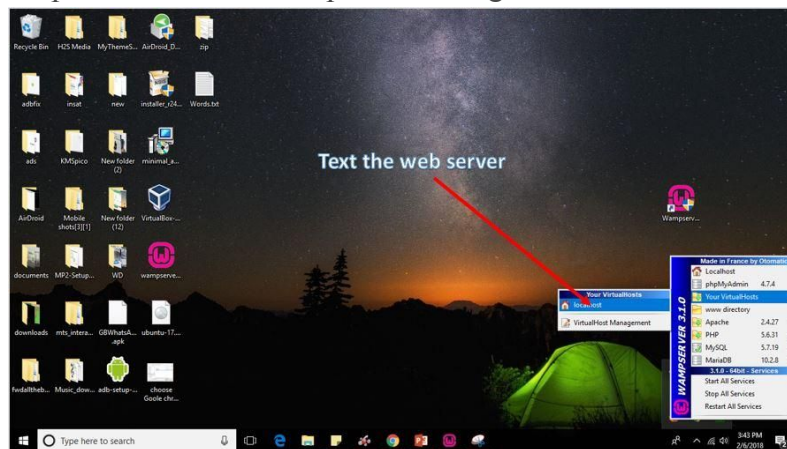 Recycle Bin
H2S Media
MyThemeS...
AirDroid_D...
zip
adbfix
insat
new
installer_r24...
Words.txt
ads
KMSpico
New folder
(2)
minimal_a...
AirDroid
Mobile
shots[3][1]
New folder
(12)
VirtualBox-...
documents
MP2-Setup...
WD
wampserve...
downloads
mts_intera...
GBWhatsA...
.apk
ubuntu-17....
fwdalltheb...
Music_dow...
adb-setup-...
choose
Goole chr...
Text the web server
Wampserv...
Your VirtualHosts
localhost
VirtualHost Management
Made in France by Otomatic
Localhost
phpMyAdmin 4.7.4
Your VirtualHosts
www directory
Apache 2.4.27
PHP 5.6.31
MySQL 5.7.19
MariaDB 10.2.8
3.1.0 - 64bit - Services
Start All Services
Stop All Services
Restart All Services
WAMPSERVER 3.1.0
Type here to search
3:43 PM
2/6/2018